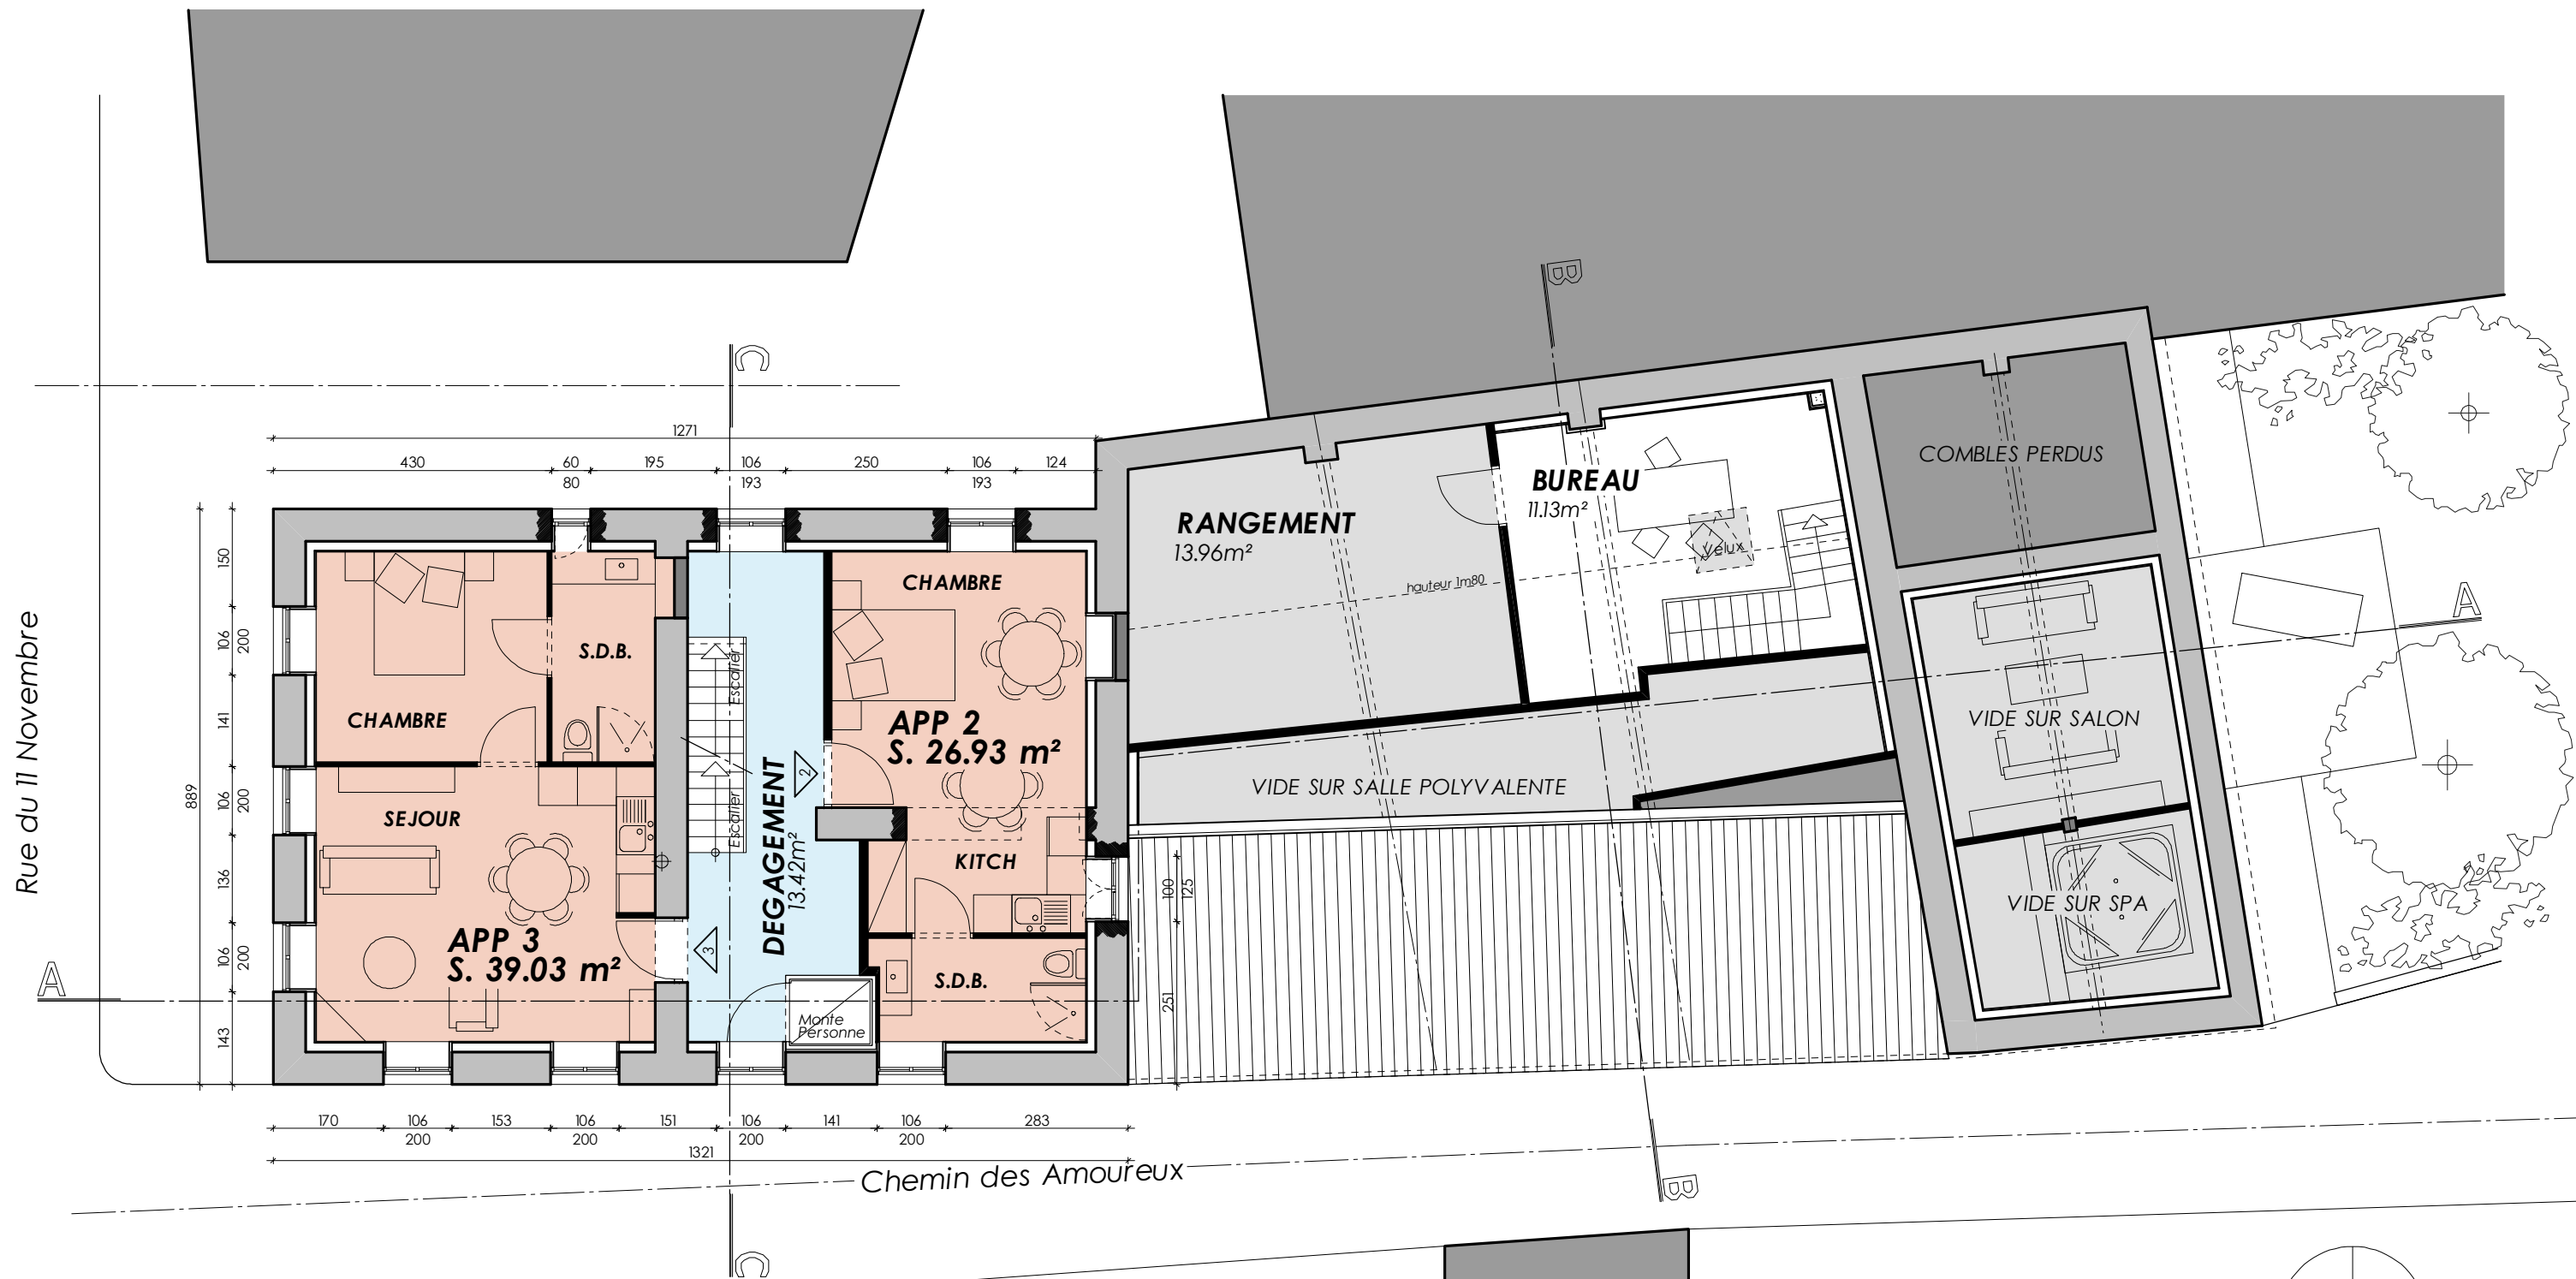 B
C
1271
430
60
195
106
250
106
124
80
193
193
COMBLES PERDUS
BUREAU
11.13m²
RANGEMENT
13.96m²
Velux
hauteur 1m80
A
CHAMBRE
S.D.B.
CHAMBRE
Escalier
Escalier
APP 2
S. 26.93 m²
CHAMBRE
2
VIDE SUR SALON
VIDE SUR SALLE POLYVALENTE
SEJOUR
DEGAGEMENT
13.42m²
KITCH
VIDE SUR SPA
APP 3
S. 39.03 m²
3
S.D.B.
Monte
Personne
A
Rue du 11 Novembre
889
150
106
200
141
106
200
136
106
200
143
100
125
251
170
106
153
106
151
106
141
106
283
200
200
200
200
1321
Chemin des Amoureux
B
C